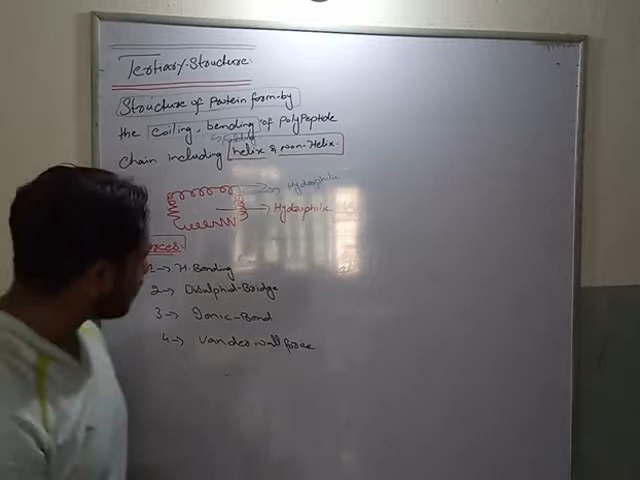 Tertiary-Structure.
Structure of Protein form-by
the coiling, bending of polypeptide
chain including helix & non-Helix.
Hydrophilic
Hydrophilic
1 → H-Bonding
2 → Disulphid-Bridge
3 → Ionic-Bond
4 → Vander wall force